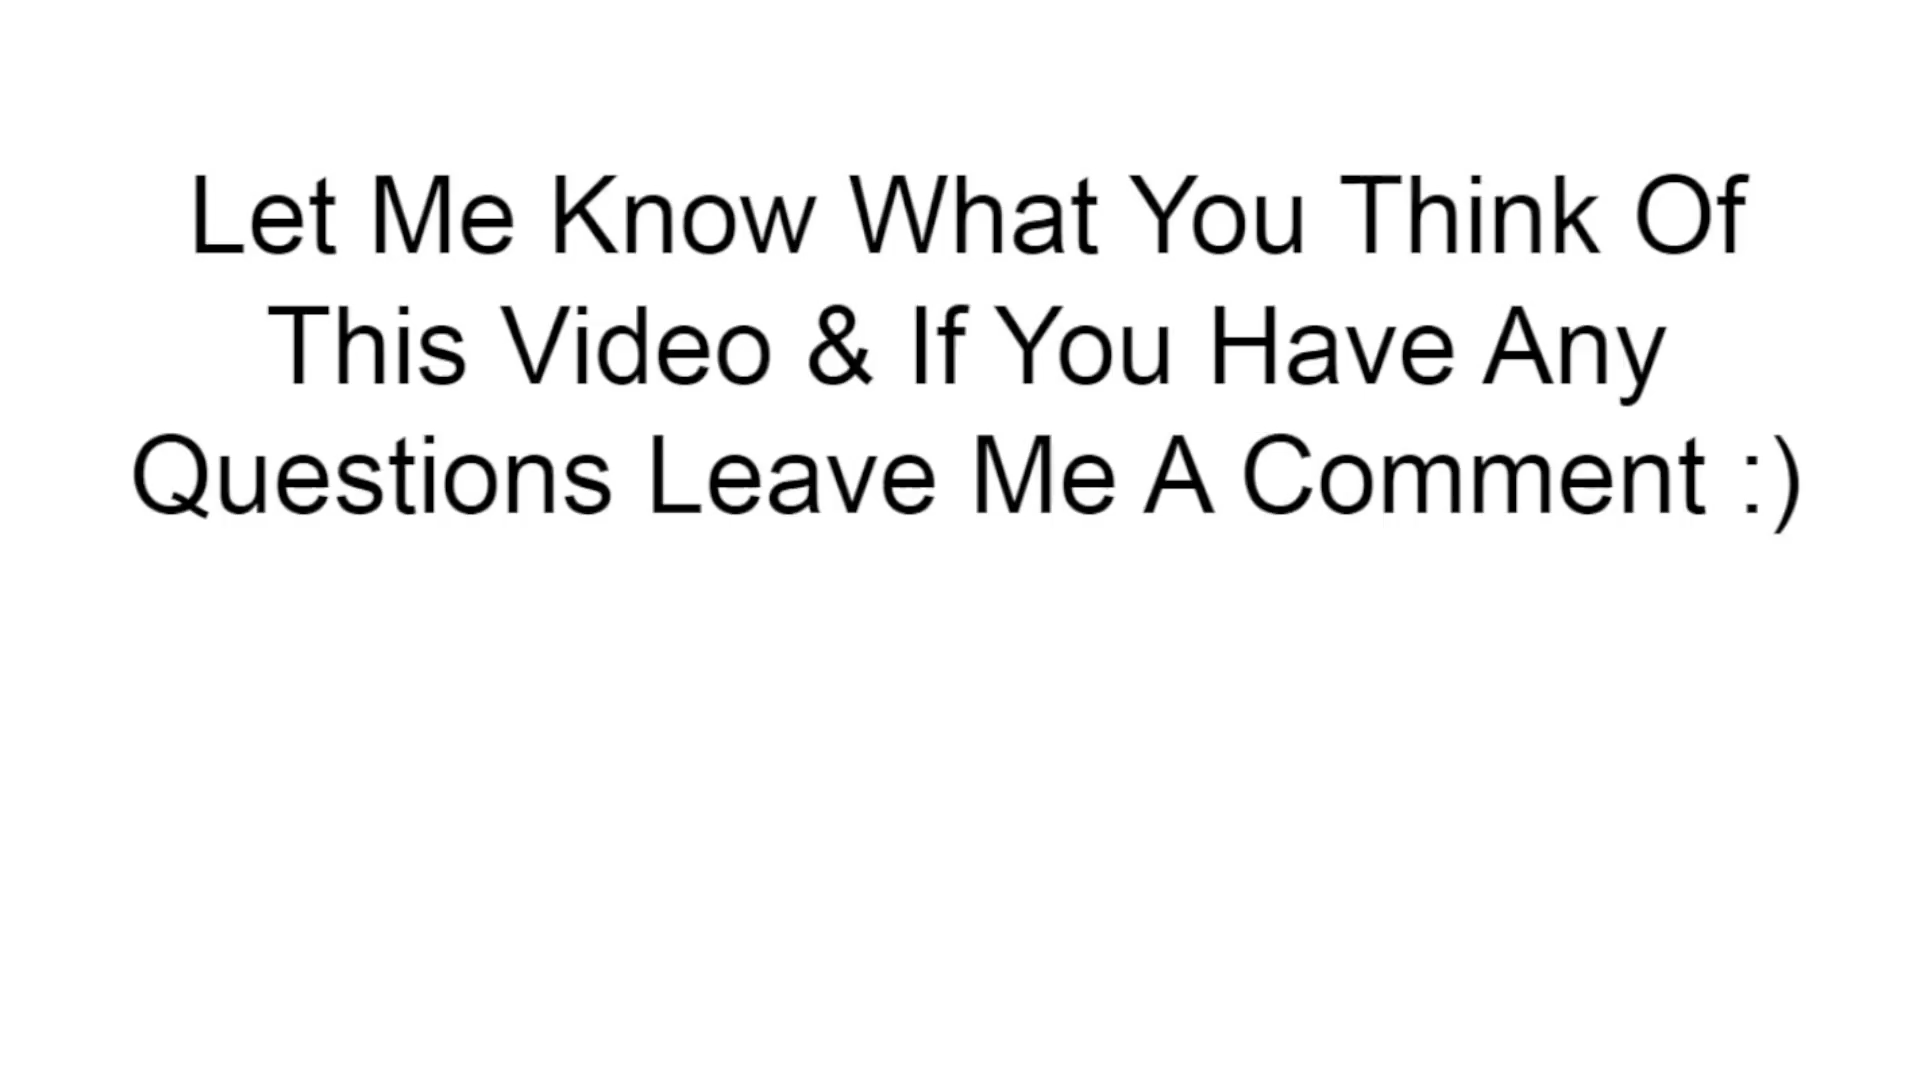 Let Me Know What You Think Of
This Video & If You Have Any
Questions Leave Me A Comment :)